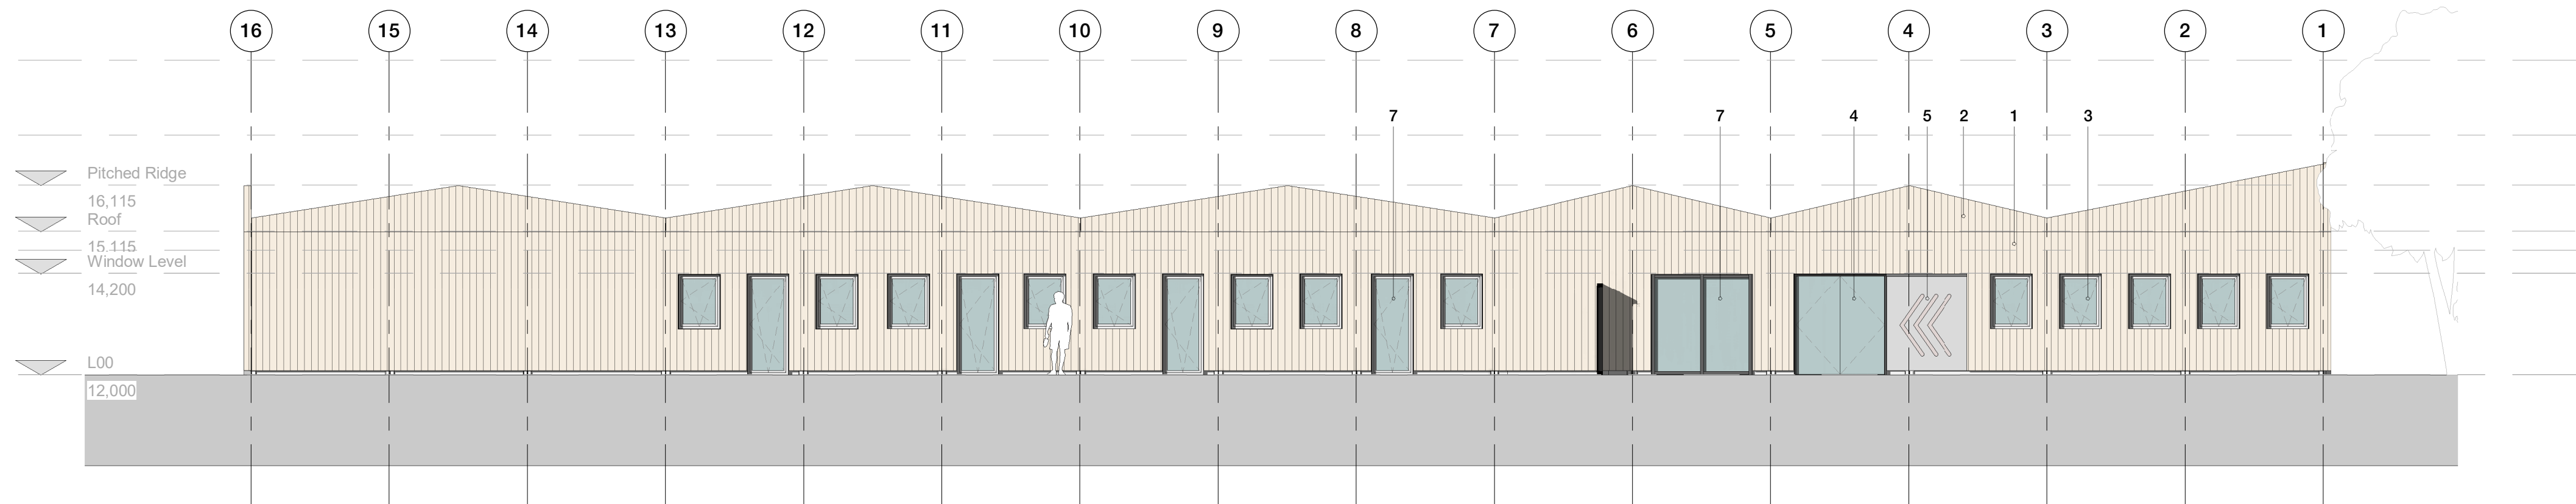 16 15 14 13 12 11 10 9 8 7 6 5 4 3 2 1
7 7 4 5 2 1 3
Pitched Ridge
16,115
Roof
15,115
Window Level
14,200
L00
12,000